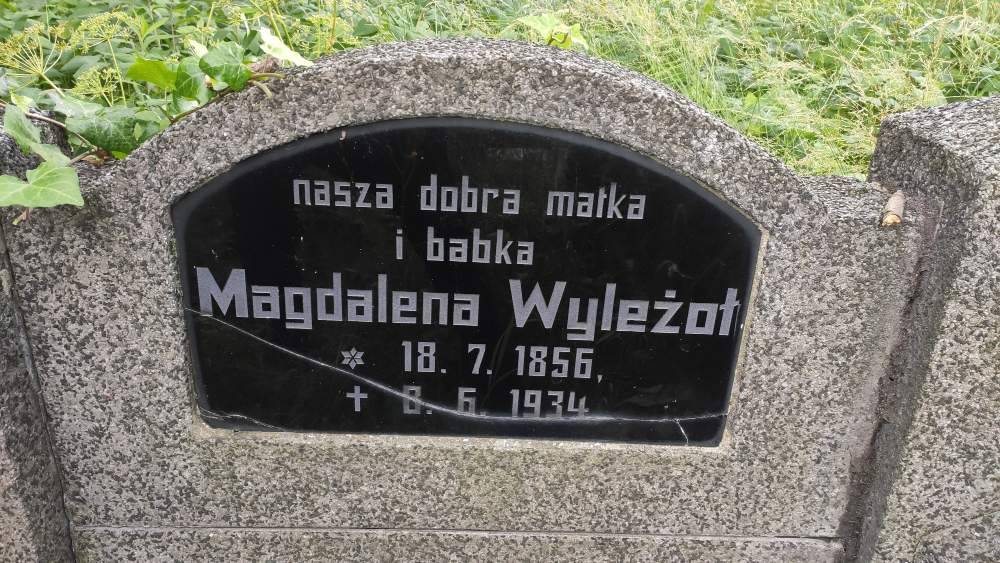 nasza dobra matka
i babka
Magdalena Wyleżoł
* 18. 7. 1856,
✝ 8. 6. 1934